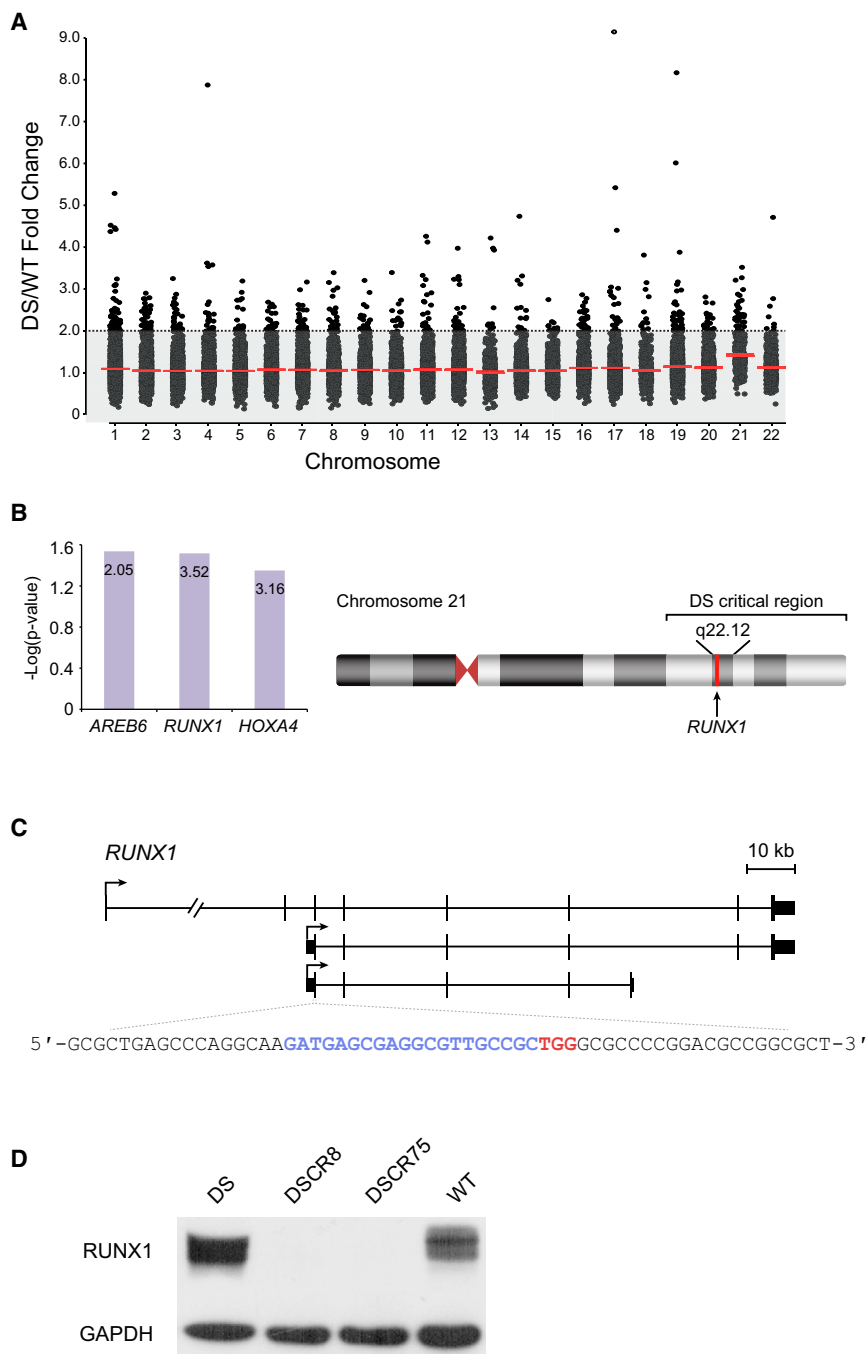 A
DS/WT Fold Change
9.0
8.0
7.0
6.0
5.0
4.0
3.0
2.0
1.0
0
1 2 3 4 5 6 7 8 9 10 11 12 13 14 15 16 17 18 19 20 21 22
Chromosome
B
-Log(p-value)
1.6
1.2
0.8
0.4
0
2.05 3.52 3.16
AREB6 RUNX1 HOXA4
Chromosome 21
DS critical region
q22.12
RUNX1
C
RUNX1
10 kb
5′-GCGCTGAGCCCAGGCAAGATGAGCGAGGCGTTGCCGCTGGGCGCCCCCGGACGCCGGCGCT-3′
D
DS DSCR8 DSCR75 WT
RUNX1
GAPDH